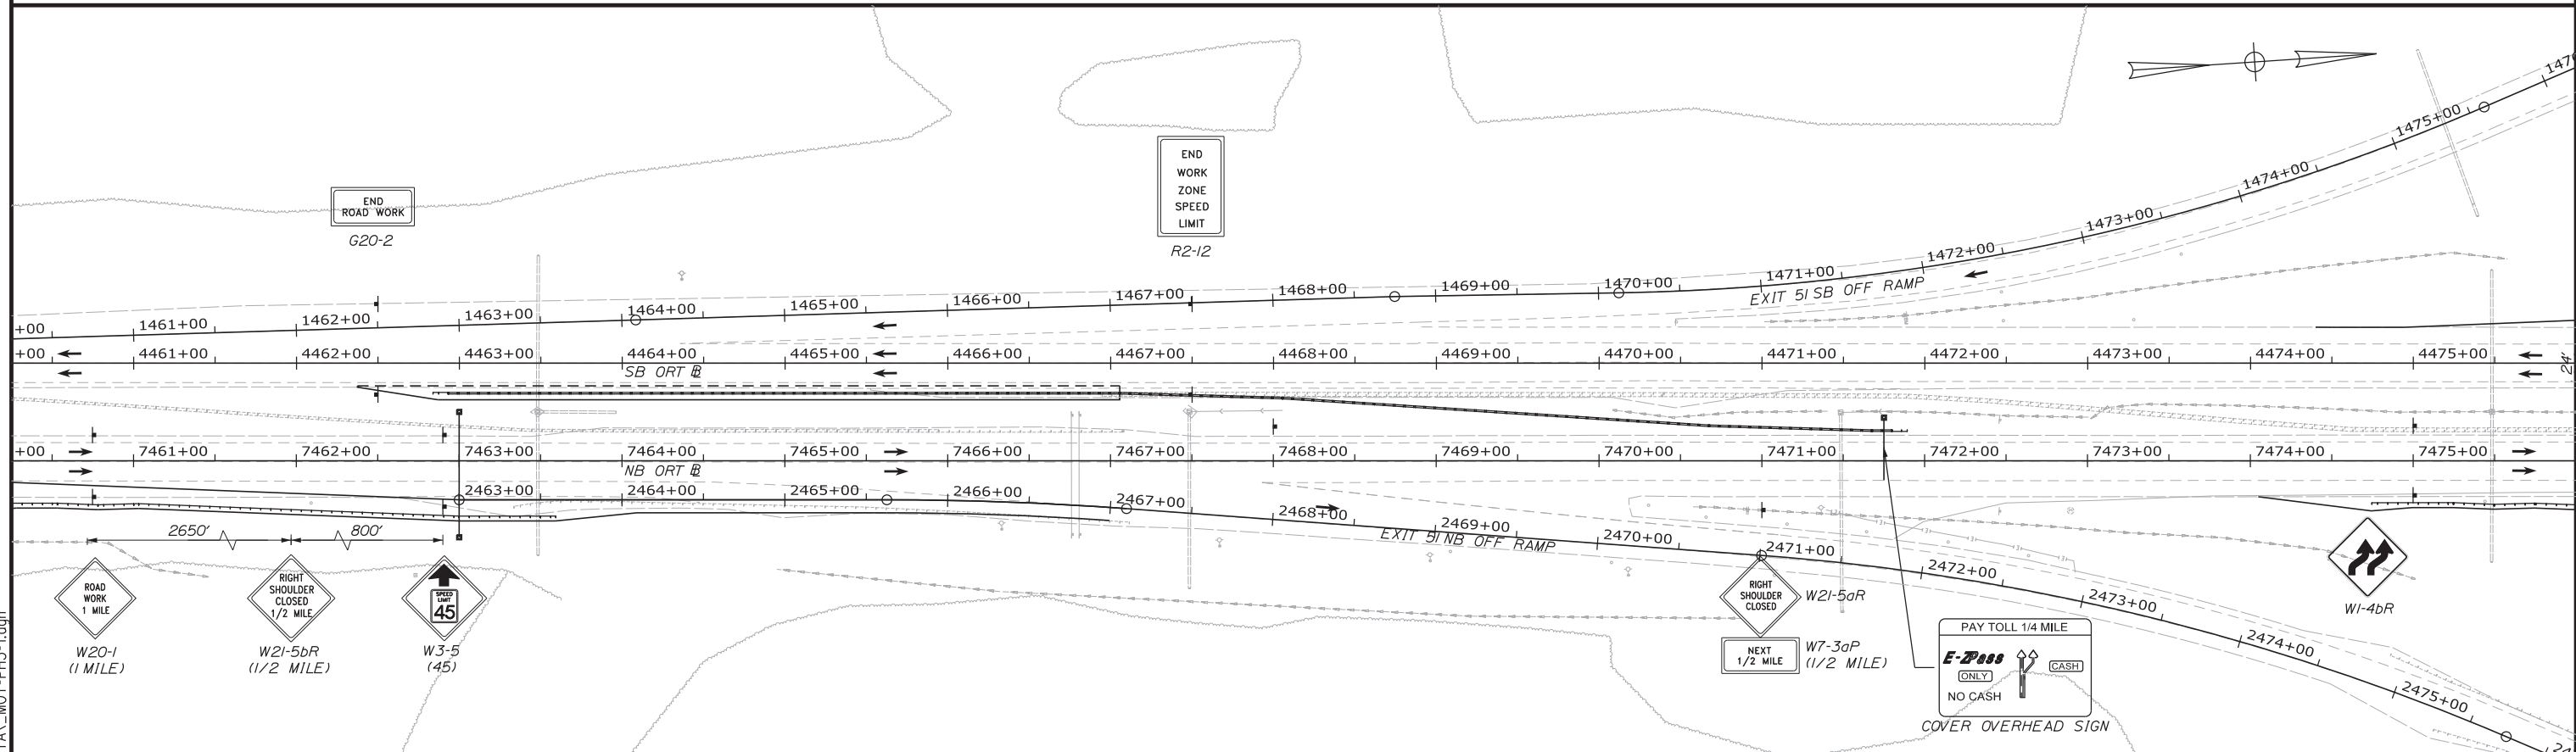 END
ROAD WORK
G20-2
END
WORK
ZONE
SPEED
LIMIT
R2-12
+00
1461+00
1462+00
1463+00
1464+00
1465+00
1466+00
1467+00
1468+00
1469+00
1470+00
1471+00
1472+00
1473+00
1474+00
1475+00
EXIT 51 SB OFF RAMP
+00
4461+00
4462+00
4463+00
4464+00
4465+00
4466+00
4467+00
4468+00
4469+00
4470+00
4471+00
4472+00
4473+00
4474+00
4475+00
24'
SB ORT B
+00
7461+00
7462+00
7463+00
7464+00
7465+00
7466+00
7467+00
7468+00
7469+00
7470+00
7471+00
7472+00
7473+00
7474+00
7475+00
NB ORT B
2463+00
2464+00
2465+00
2466+00
2467+00
2468+00
2469+00
2470+00
2471+00
2472+00
2473+00
2474+00
2475+00
EXIT 51 NB OFF RAMP
2650'
800'
ROAD
WORK
1 MILE
W20-1
(1 MILE)
RIGHT
SHOULDER
CLOSED
1/2 MILE
W21-5bR
(1/2 MILE)
SPEED
LIMIT
45
W3-5
(45)
RIGHT
SHOULDER
CLOSED
W21-5aR
NEXT
1/2 MILE
W7-3aP
(1/2 MILE)
PAY TOLL 1/4 MILE
E-ZPass
ONLY
NO CASH
CASH
COVER OVERHEAD SIGN
W1-4bR